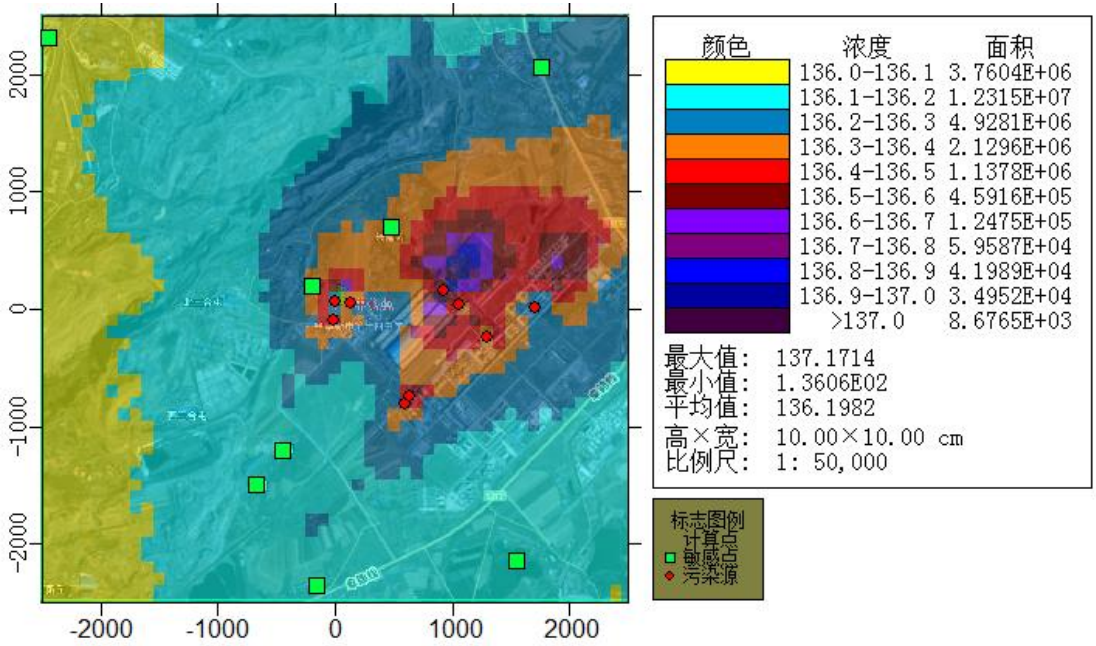 颜色 浓度 面积
136.0-136.1 3.7604E+06
136.1-136.2 1.2315E+07
136.2-136.3 4.9281E+06
136.3-136.4 2.1296E+06
136.4-136.5 1.1378E+06
136.5-136.6 4.5916E+05
136.6-136.7 1.2475E+05
136.7-136.8 5.9587E+04
136.8-136.9 4.1989E+04
136.9-137.0 3.4952E+04
>137.0 8.6765E+03
最大值: 137.1714
最小值: 1.3606E02
平均值: 136.1982
高×宽: 10.00×10.00 cm
比例尺: 1: 50,000
标志图例
计算点
敏感点
污染源
2000
1000
0
-1000
-2000
-2000 -1000 0 1000 2000